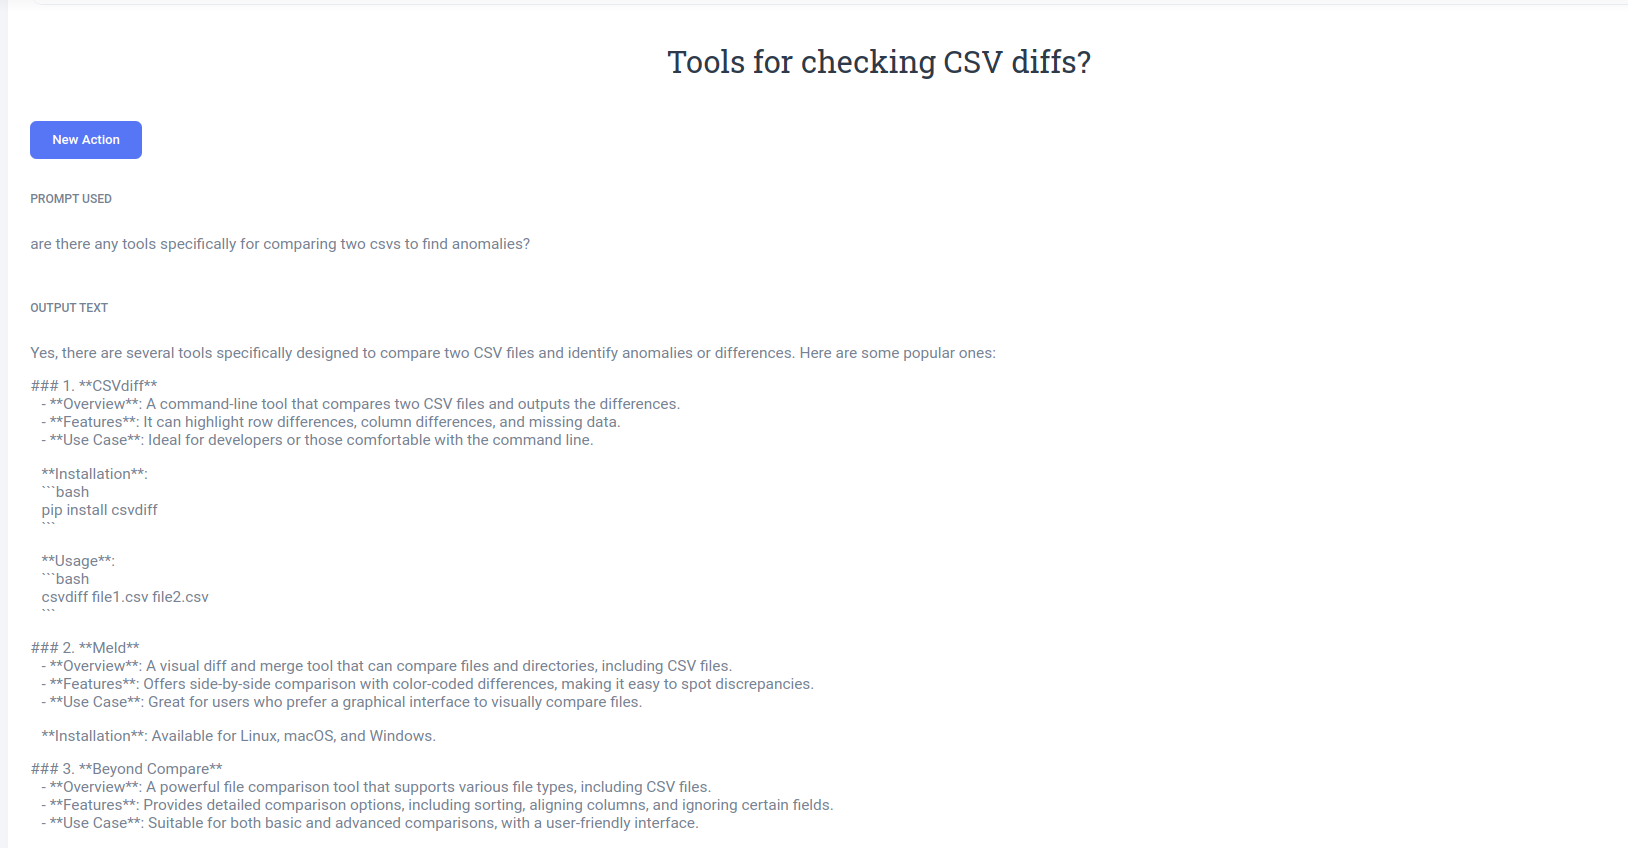 Tools for checking CSV diffs?
New Action
PROMPT USED
are there any tools specifically for comparing two csvs to find anomalies?
OUTPUT TEXT
Yes, there are several tools specifically designed to compare two CSV files and identify anomalies or differences. Here are some popular ones:
### 1. **CSVdiff**
- **Overview**: A command-line tool that compares two CSV files and outputs the differences.
- **Features**: It can highlight row differences, column differences, and missing data.
- **Use Case**: Ideal for developers or those comfortable with the command line.
**Installation**:
```bash
pip install csvdiff
```
**Usage**:
```bash
csvdiff file1.csv file2.csv
```
### 2. **Meld**
- **Overview**: A visual diff and merge tool that can compare files and directories, including CSV files.
- **Features**: Offers side-by-side comparison with color-coded differences, making it easy to spot discrepancies.
- **Use Case**: Great for users who prefer a graphical interface to visually compare files.
**Installation**: Available for Linux, macOS, and Windows.
### 3. **Beyond Compare**
- **Overview**: A powerful file comparison tool that supports various file types, including CSV files.
- **Features**: Provides detailed comparison options, including sorting, aligning columns, and ignoring certain fields.
- **Use Case**: Suitable for both basic and advanced comparisons, with a user-friendly interface.